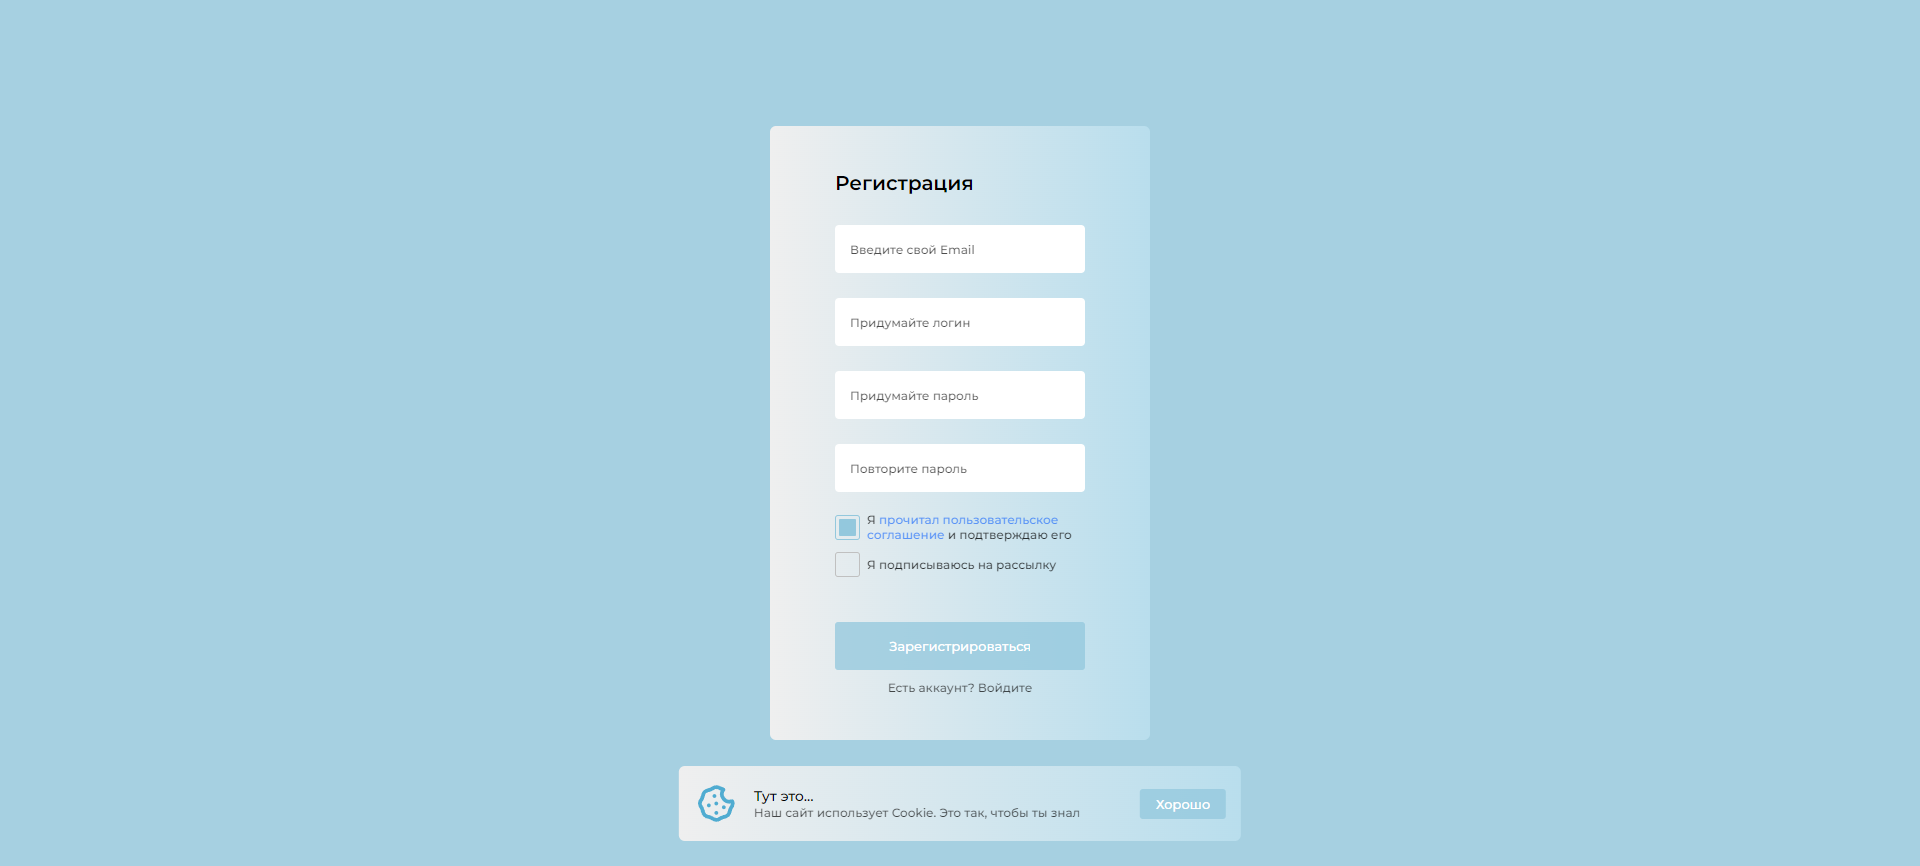 Регистрация
Введите свой Email
Придумайте логин
Придумайте пароль
Повторите пароль
Я прочитал пользовательское
соглашение и подтверждаю его
Я подписываюсь на рассылку
Зарегистрироваться
Есть аккаунт? Войдите
Тут это...
Наш сайт использует Cookie. Это так, чтобы ты знал
Хорошо